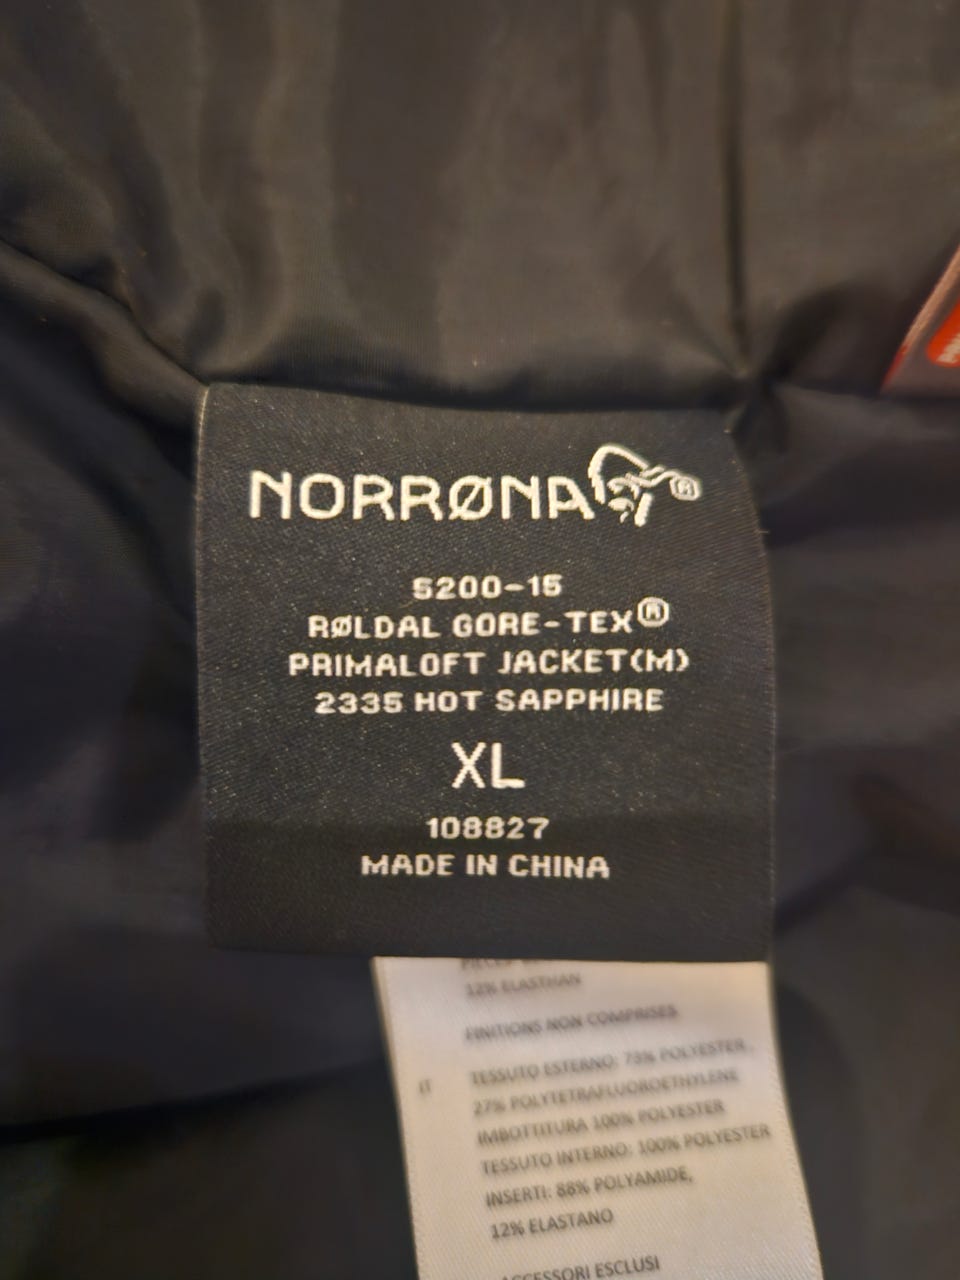 NORRØNA®
5200-15
RØLDAL GORE-TEX®
PRIMALOFT JACKET(M)
2335 HOT SAPPHIRE
XL
108827
MADE IN CHINA
12% ELASTHAN
FINITIONS NON COMPRISES
IT
TESSUTO ESTERNO: 73% POLYESTER,
27% POLYTETRAFLUOROETHYLENE
IMBOTTITURA 100% POLYESTER
TESSUTO INTERNO: 100% POLYESTER
INSERTI: 88% POLYAMIDE,
12% ELASTANO
ACCESSORI ESCLUSI